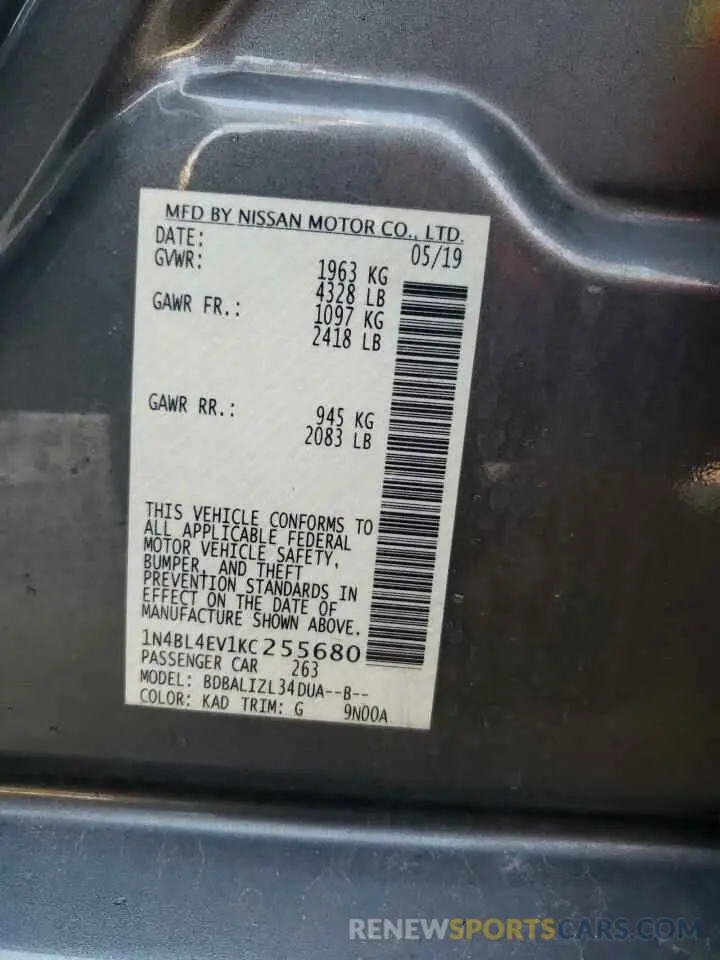 MFD BY NISSAN MOTOR CO., LTD.
DATE: 05/19
GVWR: 1963 KG
4328 LB
GAWR FR.: 1097 KG
2418 LB
GAWR RR.: 945 KG
2083 LB
THIS VEHICLE CONFORMS TO
ALL APPLICABLE FEDERAL
MOTOR VEHICLE SAFETY,
BUMPER, AND THEFT
PREVENTION STANDARDS IN
EFFECT ON THE DATE OF
MANUFACTURE SHOWN ABOVE.
1N4BL4EV1KC255680
PASSENGER CAR 263
MODEL: BDBALIZL34DUA--B--
COLOR: KAD TRIM: G 9N00A
RENEWSPORTSCARS.COM